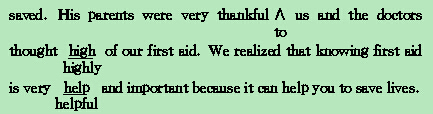 saved. His parents were very thankful ∧ us and the doctors
to
thought high of our first aid. We realized that knowing first aid
highly
is very help and important because it can help you to save lives.
helpful